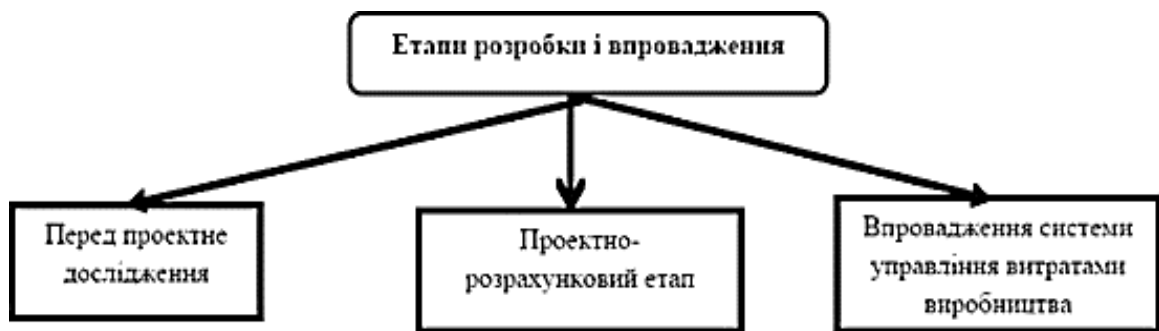 Етапи розробки і впровадження
Перед проектне
дослідження
Проектно-
розрахунковий етап
Впровадження системи
управління витратами
виробництва